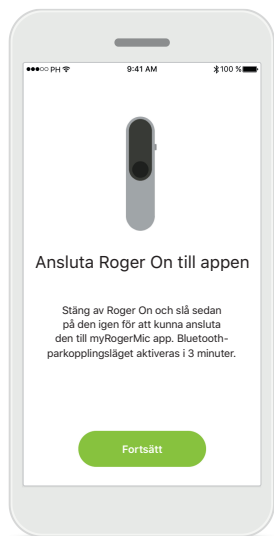 PH 9:41 AM 100 %
Ansluta Roger On till appen
Stäng av Roger On och slå sedan
på den igen för att kunna ansluta
den till myRogerMic app. Bluetooth-
parkopplingsläget aktiveras i 3 minuter.
Fortsätt